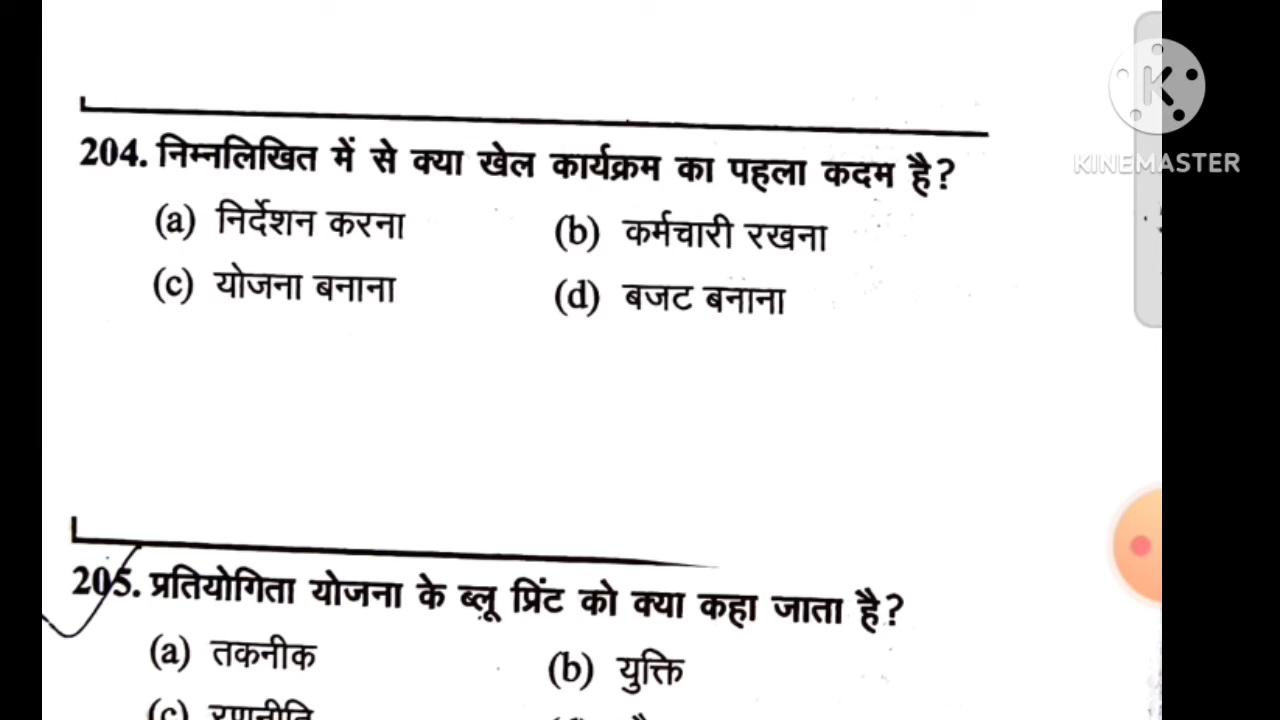 KINEMASTER
204. निम्नलिखित में से क्या खेल कार्यक्रम का पहला कदम है?
(a) निर्देशन करना (b) कर्मचारी रखना
(c) योजना बनाना (d) बजट बनाना
205. प्रतियोगिता योजना के ब्लू प्रिंट को क्या कहा जाता है?
(a) तकनीक (b) युक्ति
(c) रणनीति